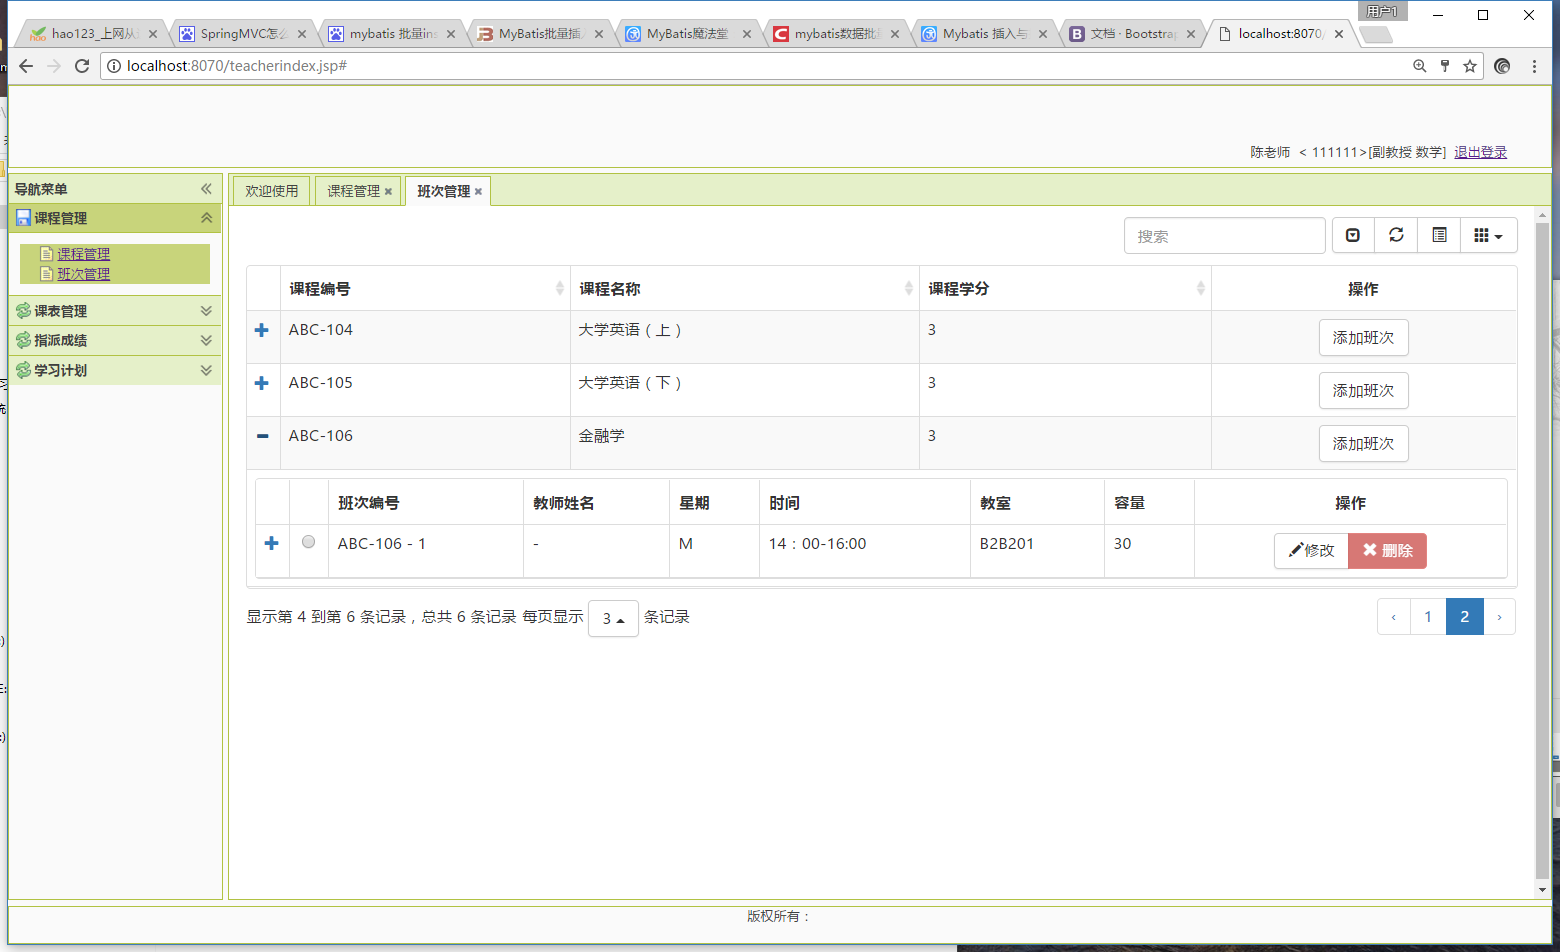 用户1
hao123_上网从
SpringMVC怎么
mybatis 批量ins
MyBatis批量插
MyBatis魔法堂
mybatis数据批
Mybatis 插入与
文档 · Bootstrap
localhost:8070/
localhost:8070/teacherindex.jsp#
陈老师 < 111111>[副教授 数学] 退出登录
导航菜单
课程管理
课程管理
班次管理
课表管理
指派成绩
学习计划
欢迎使用 课程管理 班次管理
搜索
课程编号 课程名称 课程学分 操作
ABC-104 大学英语（上） 3 添加班次
ABC-105 大学英语（下） 3 添加班次
ABC-106 金融学 3 添加班次
班次编号 教师姓名 星期 时间 教室 容量 操作
ABC-106 - 1 - M 14：00-16:00 B2B201 30 修改 删除
显示第 4 到第 6 条记录，总共 6 条记录 每页显示 3 条记录
‹ 1 2 ›
版权所有：